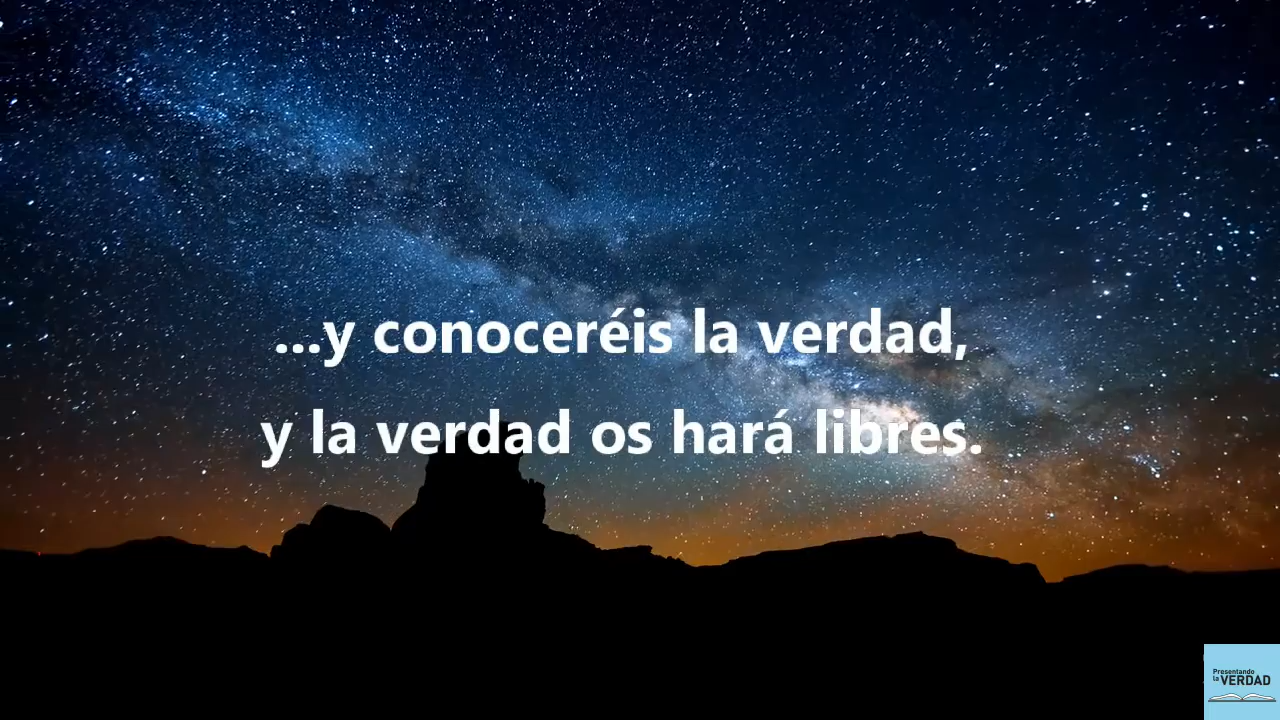 ...y conoceréis la verdad,
y la verdad os hará libres.
Presentando
la VERDAD